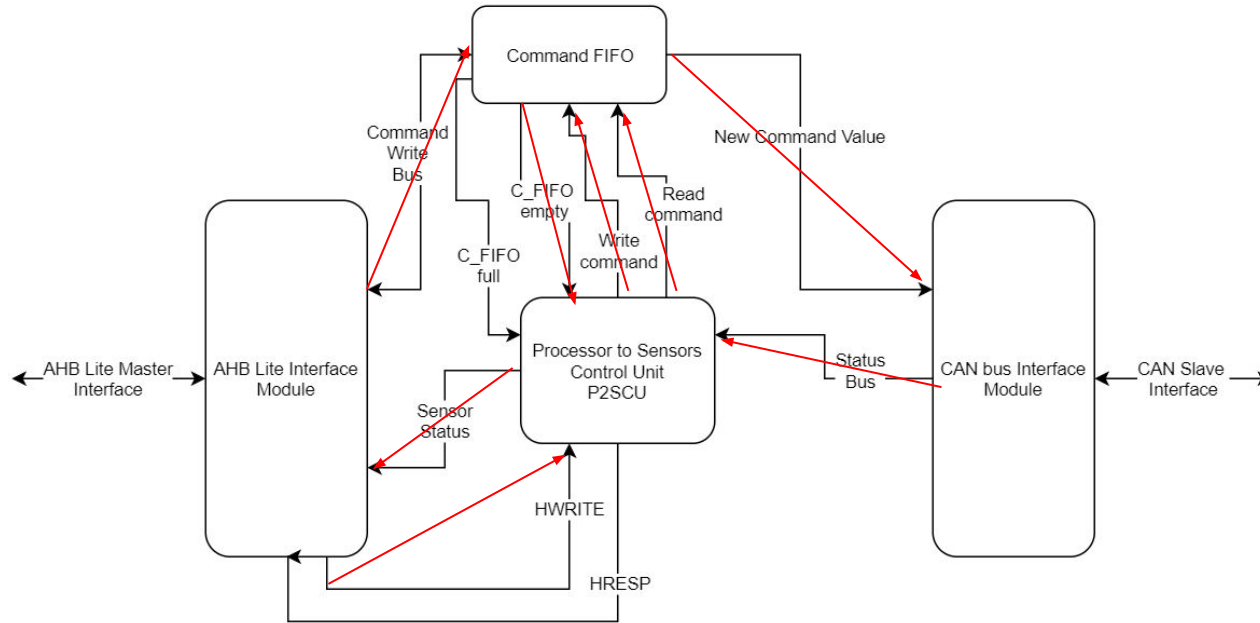 Command FIFO
Command
Write
Bus
New Command Value
C_FIFO
empty
Read
command
Write
command
C_FIFO
full
AHB Lite Master
Interface
AHB Lite Interface
Module
Processor to Sensors
Control Unit
P2SCU
Status
Bus
CAN bus Interface
Module
CAN Slave
Interface
Sensor
Status
HWRITE
HRESP